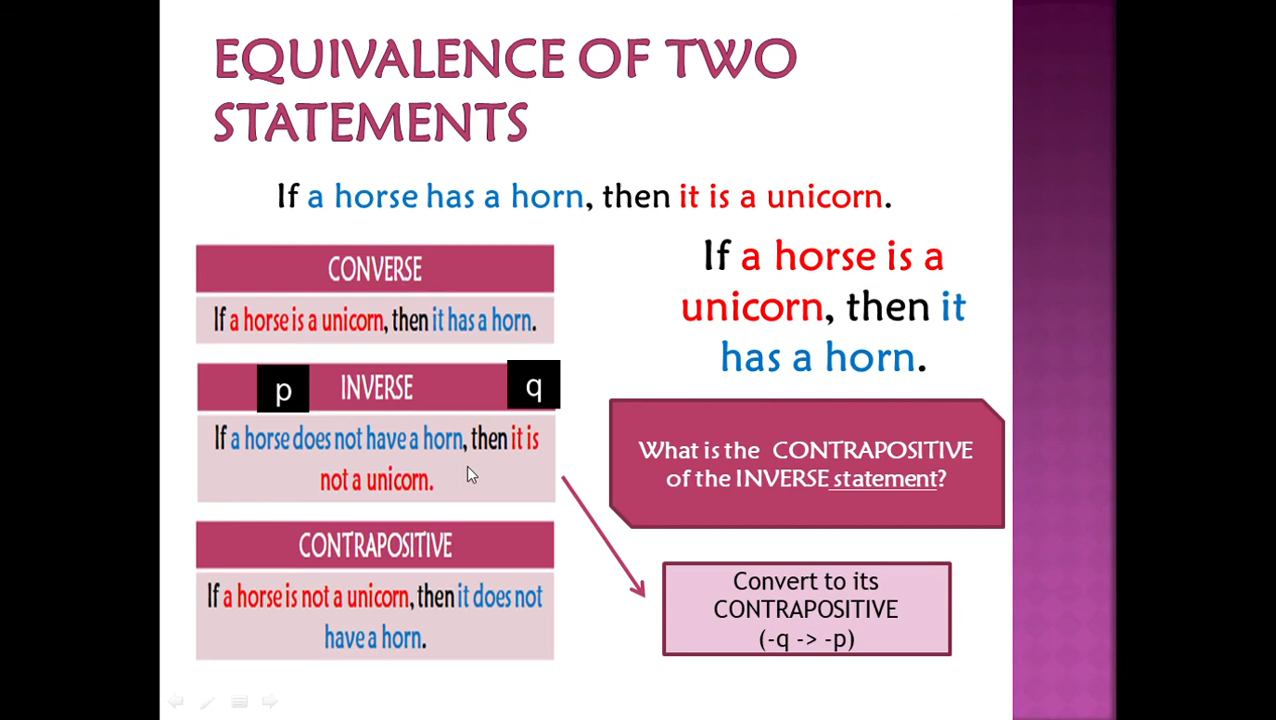 EQUIVALENCE OF TWO
STATEMENTS
If a horse has a horn, then it is a unicorn.
CONVERSE
If a horse is a unicorn, then it has a horn.
p
INVERSE
q
If a horse does not have a horn, then it is
not a unicorn.
CONTRAPOSITIVE
If a horse is not a unicorn, then it does not
have a horn.
If a horse is a
unicorn, then it
has a horn.
What is the CONTRAPOSITIVE
of the INVERSE statement?
Convert to its
CONTRAPOSITIVE
(-q -> -p)